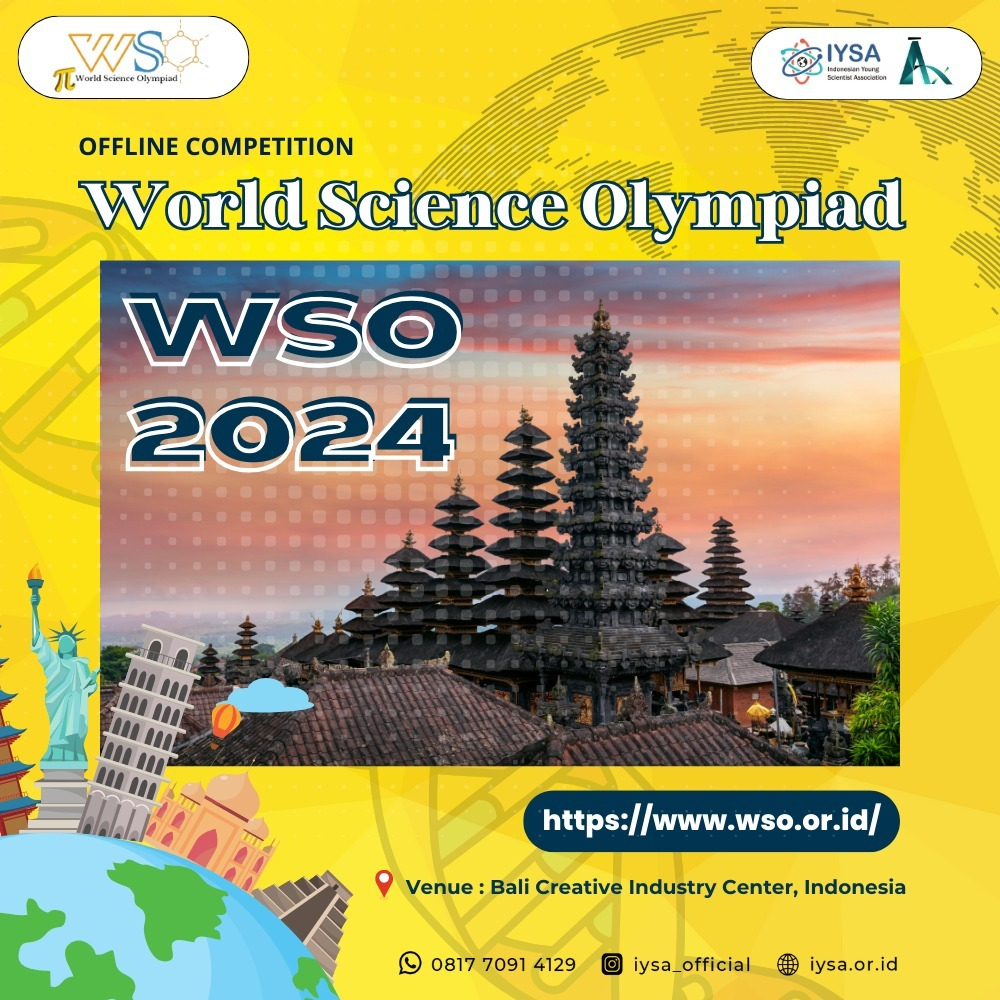 WSO
π World Science Olympiad
IYSA
Indonesian Young
Scientist Association
OFFLINE COMPETITION
World Science Olympiad
WSO
2024
https://www.wso.or.id/
Venue : Bali Creative Industry Center, Indonesia
0817 7091 4129 iysa_official iysa.or.id